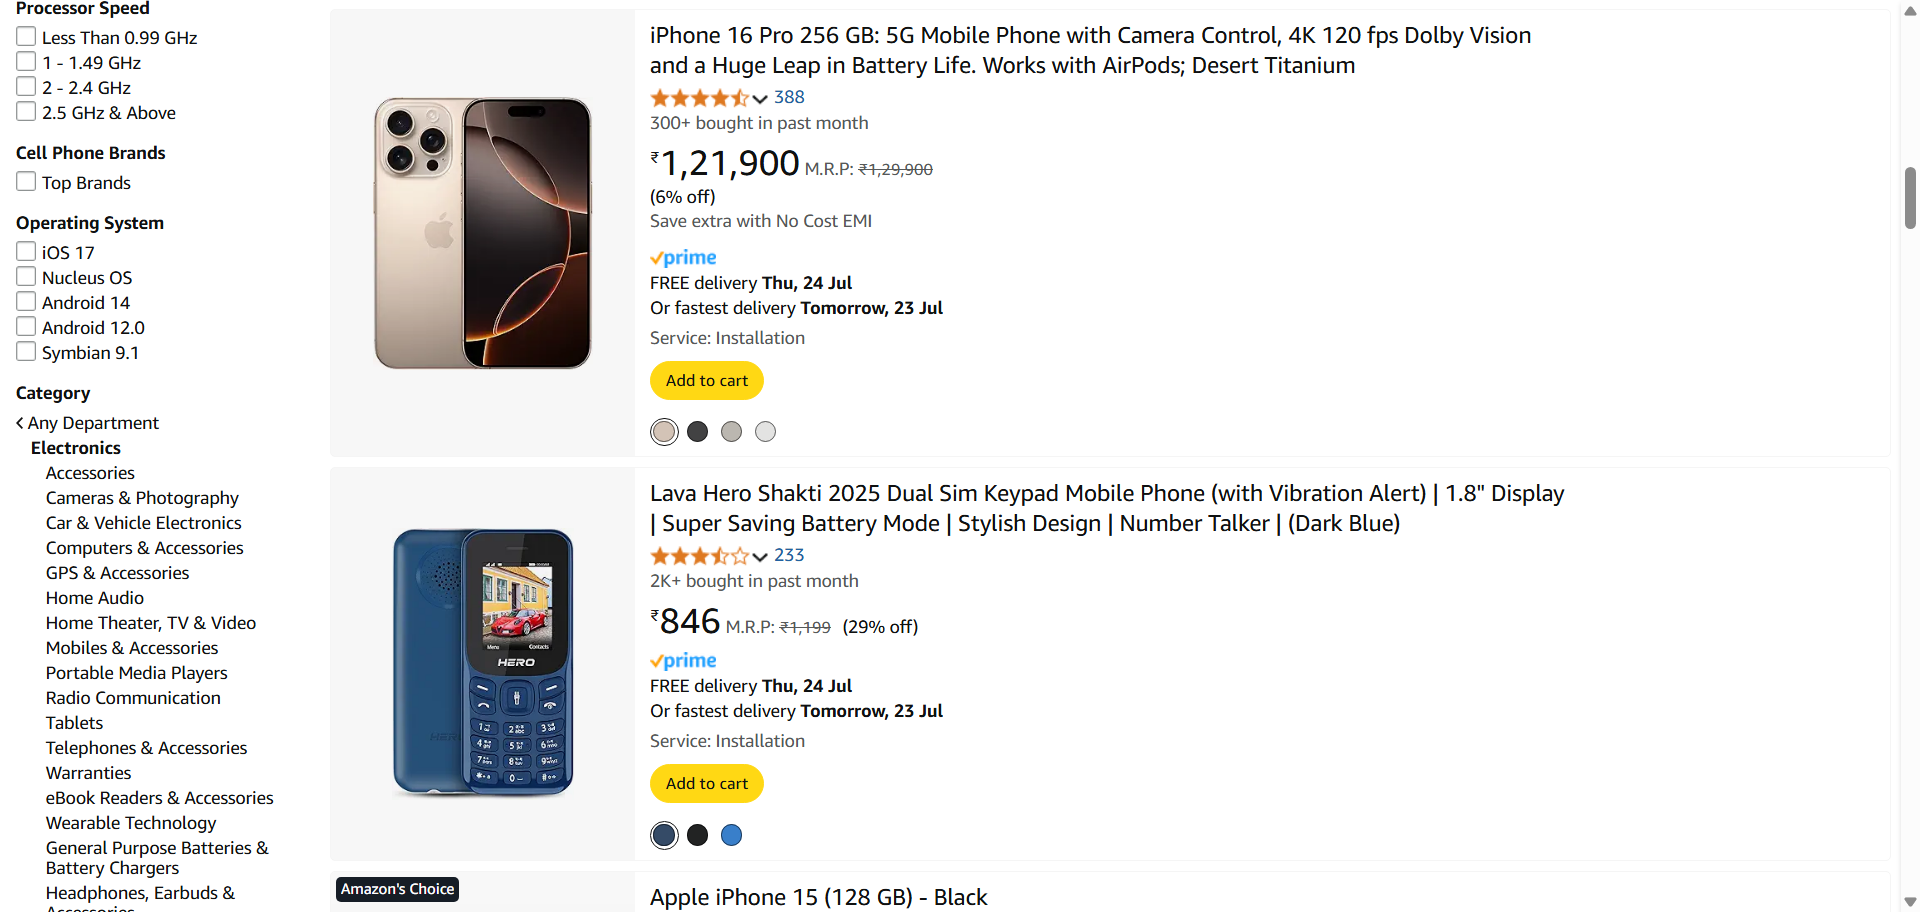 Processor Speed
Less Than 0.99 GHz
1 - 1.49 GHz
2 - 2.4 GHz
2.5 GHz & Above
Cell Phone Brands
Top Brands
Operating System
iOS 17
Nucleus OS
Android 14
Android 12.0
Symbian 9.1
Category
Any Department
Electronics
Accessories
Cameras & Photography
Car & Vehicle Electronics
Computers & Accessories
GPS & Accessories
Home Audio
Home Theater, TV & Video
Mobiles & Accessories
Portable Media Players
Radio Communication
Tablets
Telephones & Accessories
Warranties
eBook Readers & Accessories
Wearable Technology
General Purpose Batteries &
Battery Chargers
Headphones, Earbuds &
Accessories
iPhone 16 Pro 256 GB: 5G Mobile Phone with Camera Control, 4K 120 fps Dolby Vision
and a Huge Leap in Battery Life. Works with AirPods; Desert Titanium
388
300+ bought in past month
₹1,21,900 M.R.P: ₹1,29,900
(6% off)
Save extra with No Cost EMI
prime
FREE delivery Thu, 24 Jul
Or fastest delivery Tomorrow, 23 Jul
Service: Installation
Add to cart
Menu Contacts
HERO
Lava Hero Shakti 2025 Dual Sim Keypad Mobile Phone (with Vibration Alert) | 1.8" Display
| Super Saving Battery Mode | Stylish Design | Number Talker | (Dark Blue)
233
2K+ bought in past month
₹846 M.R.P: ₹1,199 (29% off)
prime
FREE delivery Thu, 24 Jul
Or fastest delivery Tomorrow, 23 Jul
Service: Installation
Add to cart
Amazon's Choice
Apple iPhone 15 (128 GB) - Black